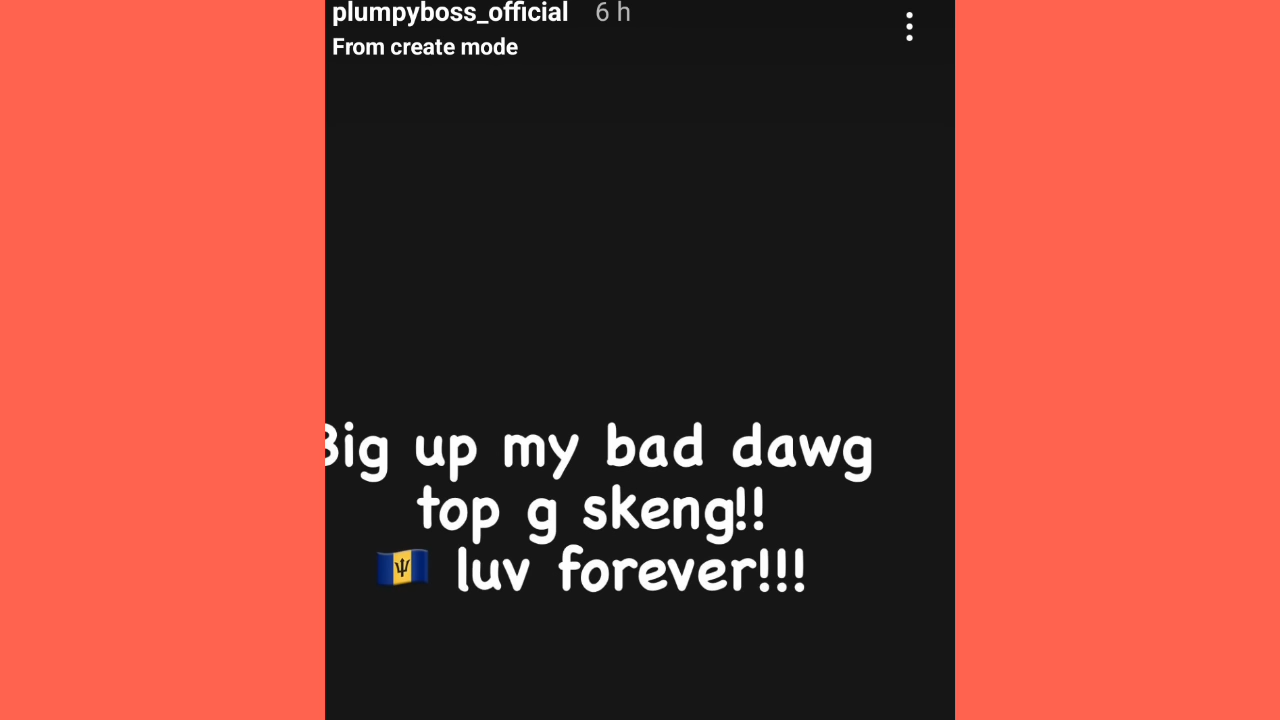 plumpyboss_official 6 h
From create mode
Big up my bad dawg
top g skeng!!
🇧🇧 luv forever!!!